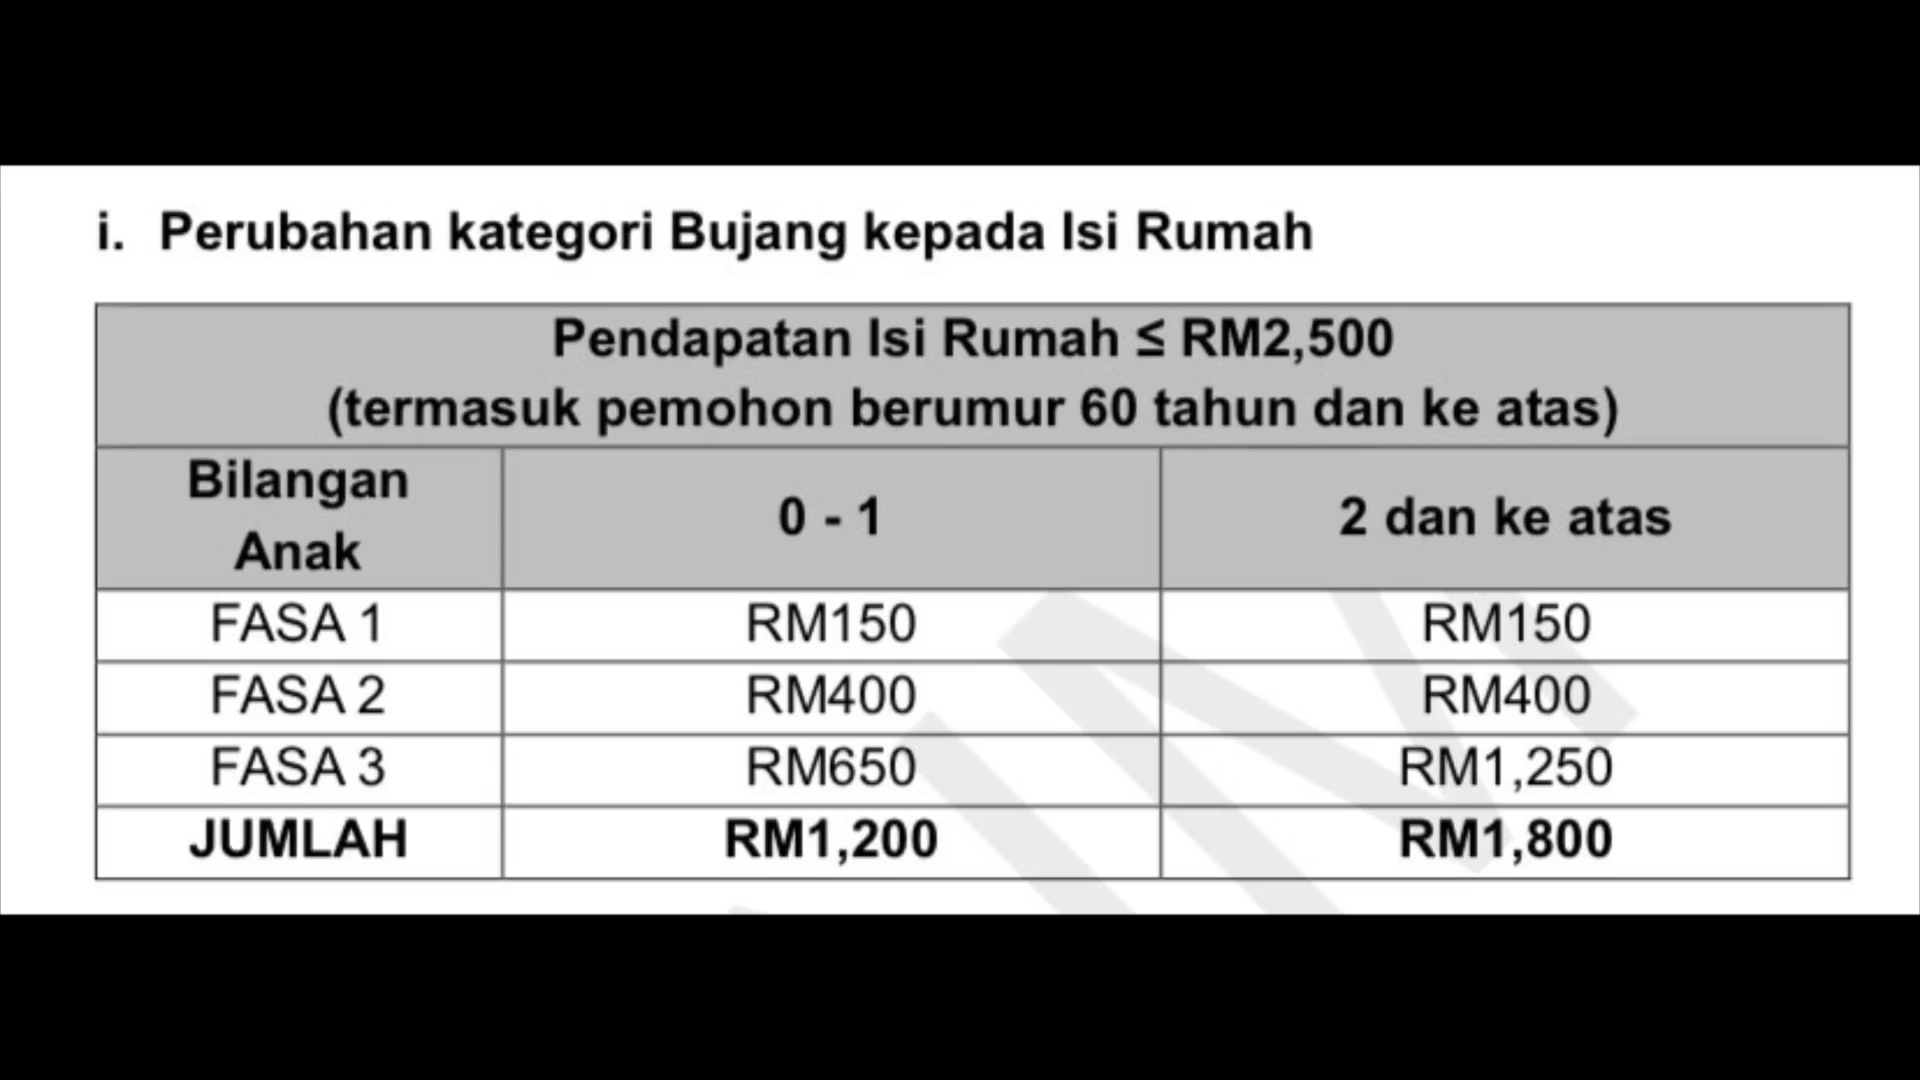 i. Perubahan kategori Bujang kepada Isi Rumah
Pendapatan Isi Rumah ≤ RM2,500
(termasuk pemohon berumur 60 tahun dan ke atas)
Bilangan Anak 0 - 1 2 dan ke atas
FASA 1 RM150 RM150
FASA 2 RM400 RM400
FASA 3 RM650 RM1,250
JUMLAH RM1,200 RM1,800